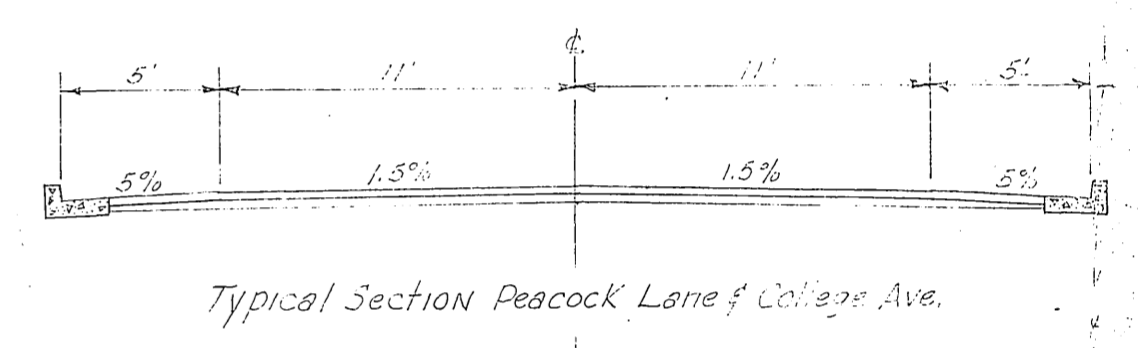 ℄
5' 11' 11' 5'
5% 1.5% 1.5% 5%
Typical Section Peacock Lane & College Ave.